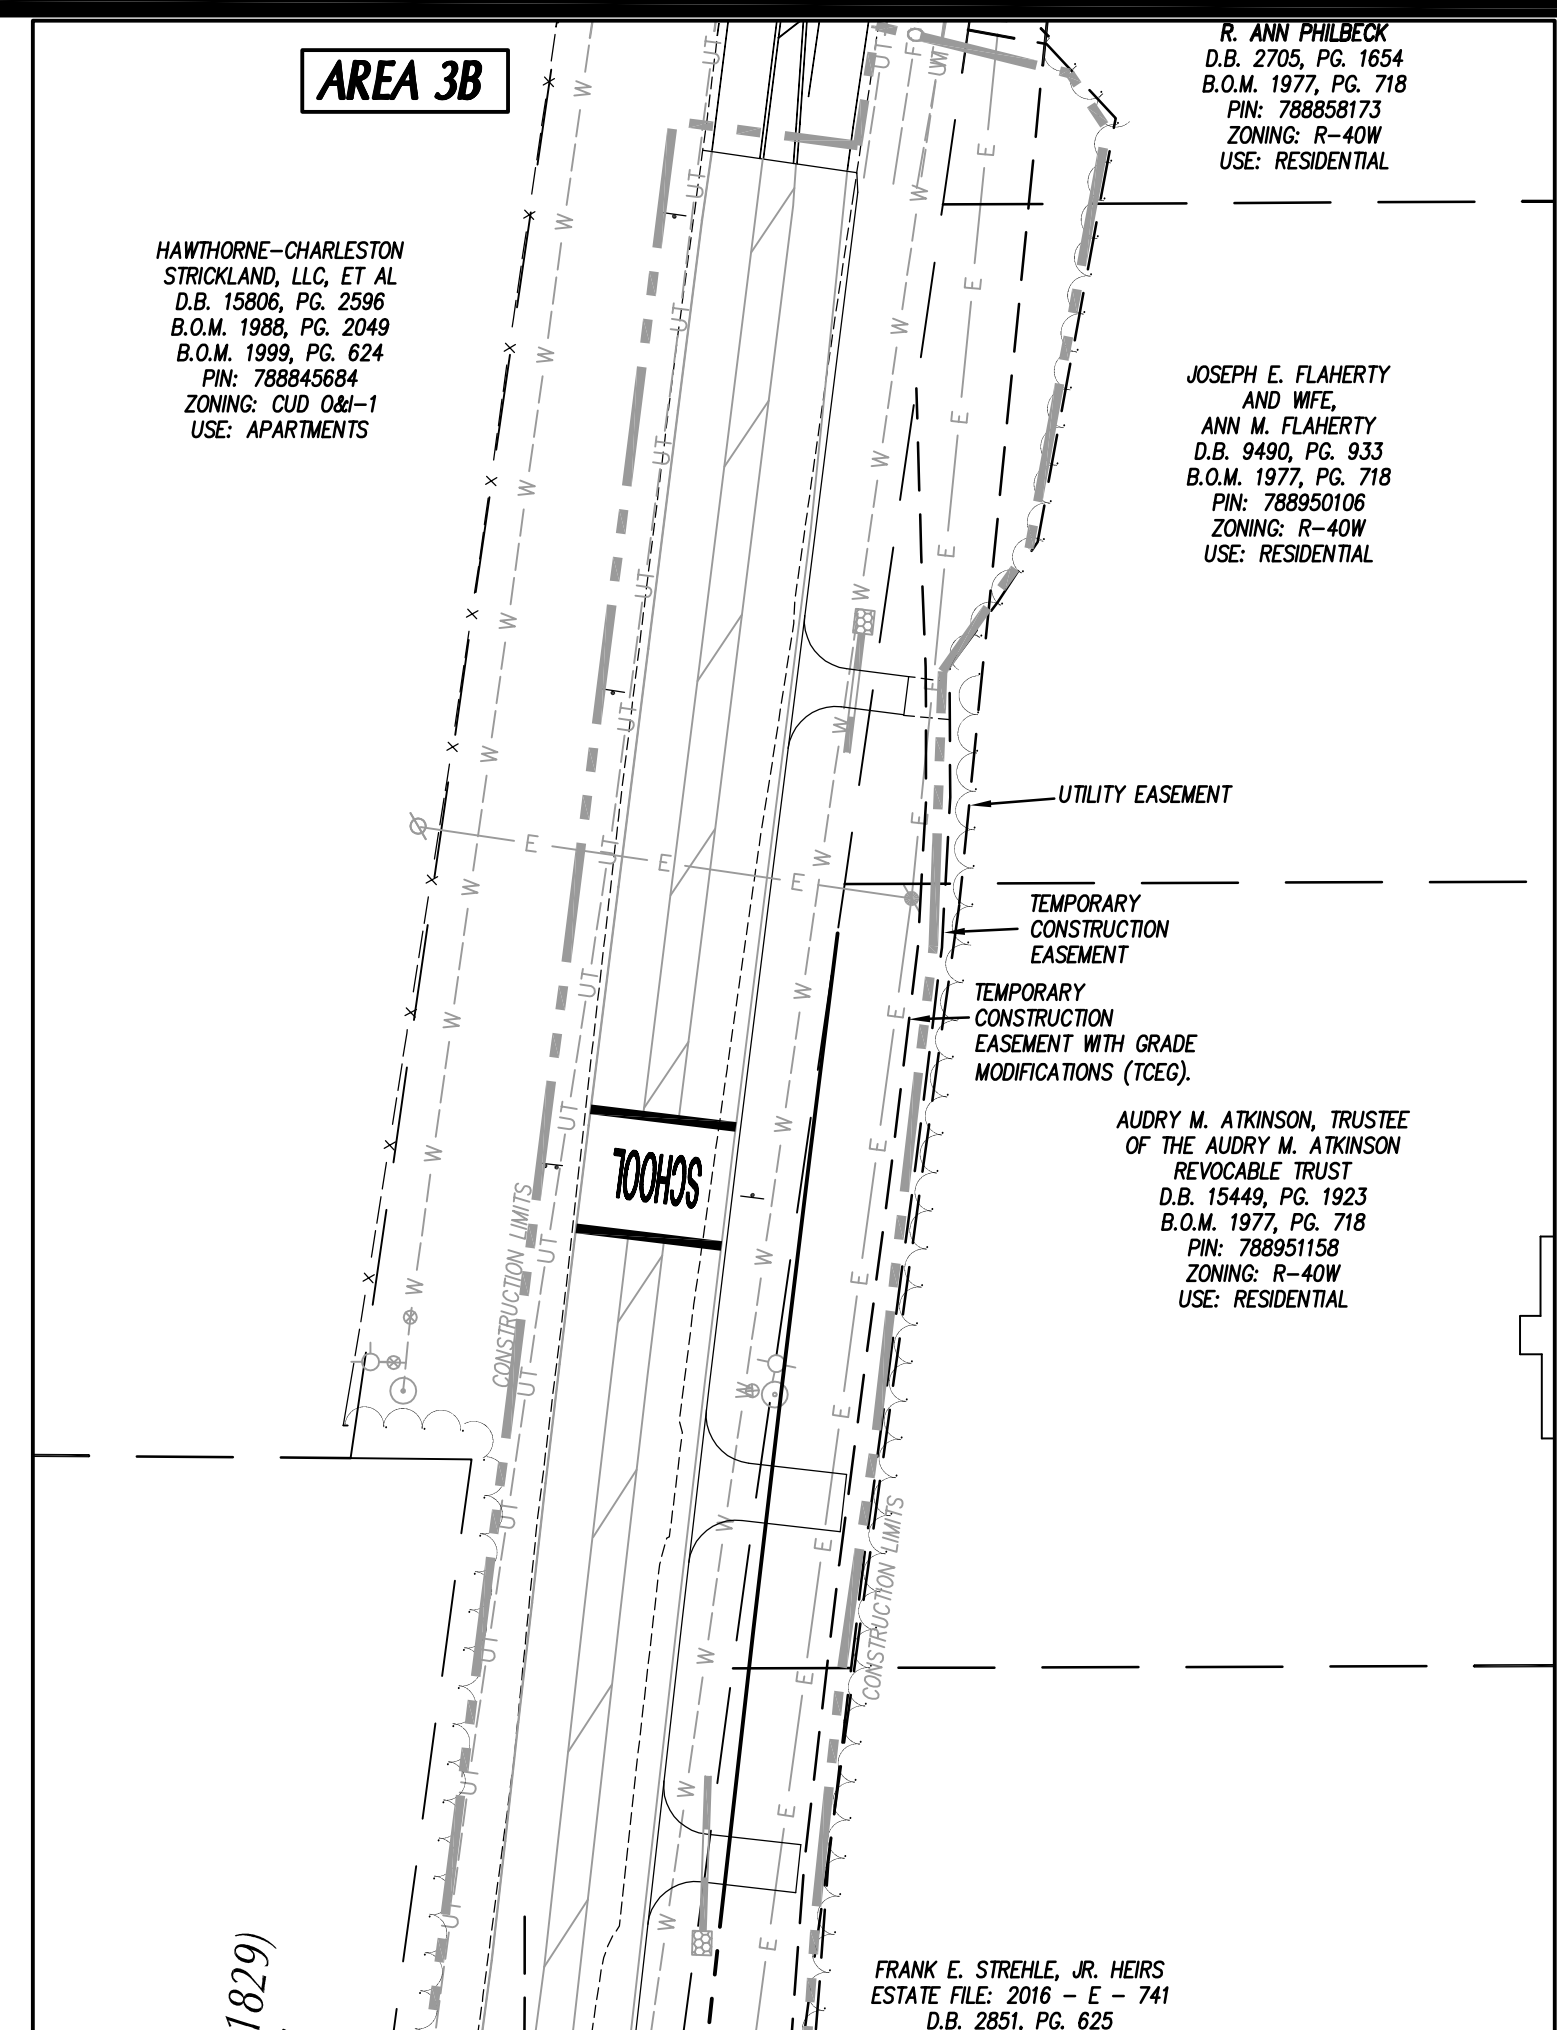 AREA 3B
R. ANN PHILBECK
D.B. 2705, PG. 1654
B.O.M. 1977, PG. 718
PIN: 788858173
ZONING: R-40W
USE: RESIDENTIAL
HAWTHORNE-CHARLESTON
STRICKLAND, LLC, ET AL
D.B. 15806, PG. 2596
B.O.M. 1988, PG. 2049
B.O.M. 1999, PG. 624
PIN: 788845684
ZONING: CUD O&I-1
USE: APARTMENTS
JOSEPH E. FLAHERTY
AND WIFE,
ANN M. FLAHERTY
D.B. 9490, PG. 933
B.O.M. 1977, PG. 718
PIN: 788950106
ZONING: R-40W
USE: RESIDENTIAL
UTILITY EASEMENT
TEMPORARY
CONSTRUCTION
EASEMENT
TEMPORARY
CONSTRUCTION
EASEMENT WITH GRADE
MODIFICATIONS (TCEG).
AUDRY M. ATKINSON, TRUSTEE
OF THE AUDRY M. ATKINSON
REVOCABLE TRUST
D.B. 15449, PG. 1923
B.O.M. 1977, PG. 718
PIN: 788951158
ZONING: R-40W
USE: RESIDENTIAL
SCHOOL
CONSTRUCTION LIMITS
CONSTRUCTION LIMITS
1829)
FRANK E. STREHLE, JR. HEIRS
ESTATE FILE: 2016 - E - 741
D.B. 2851, PG. 625